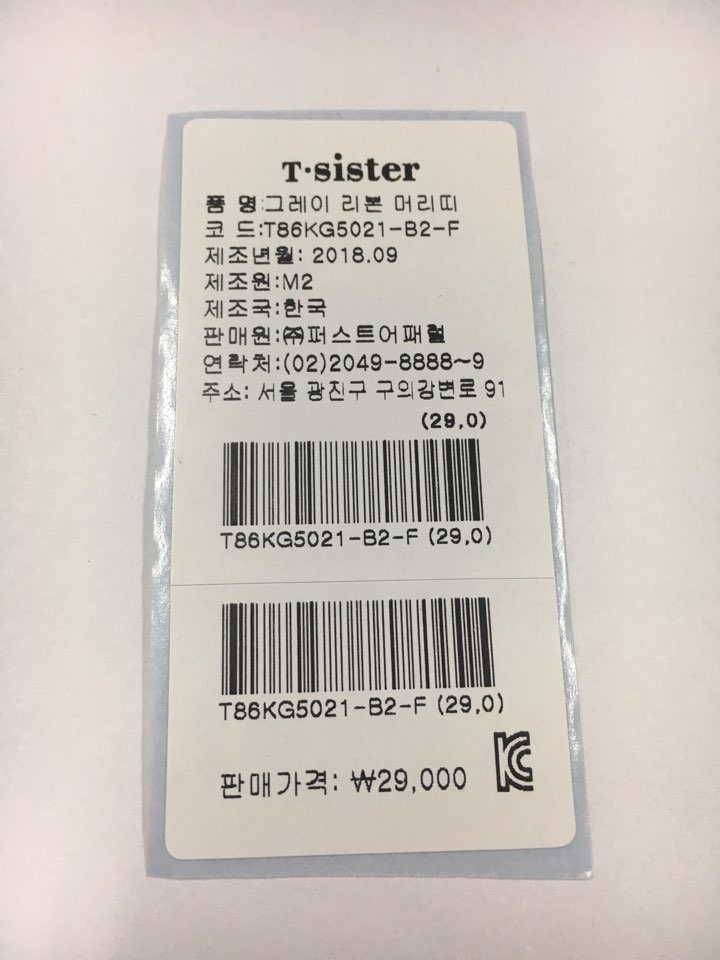 T·sister
품 명:그레이 리본 머리띠
코 드:T86KG5021-B2-F
제조년월: 2018.09
제조원:M2
제조국:한국
판매원:㈜퍼스트어패럴
연락처:(02)2049-8888~9
주소: 서울 광진구 구의강변로 91
(29,0)
T86KG5021-B2-F (29,0)
T86KG5021-B2-F (29,0)
판매가격: ₩29,000
KC